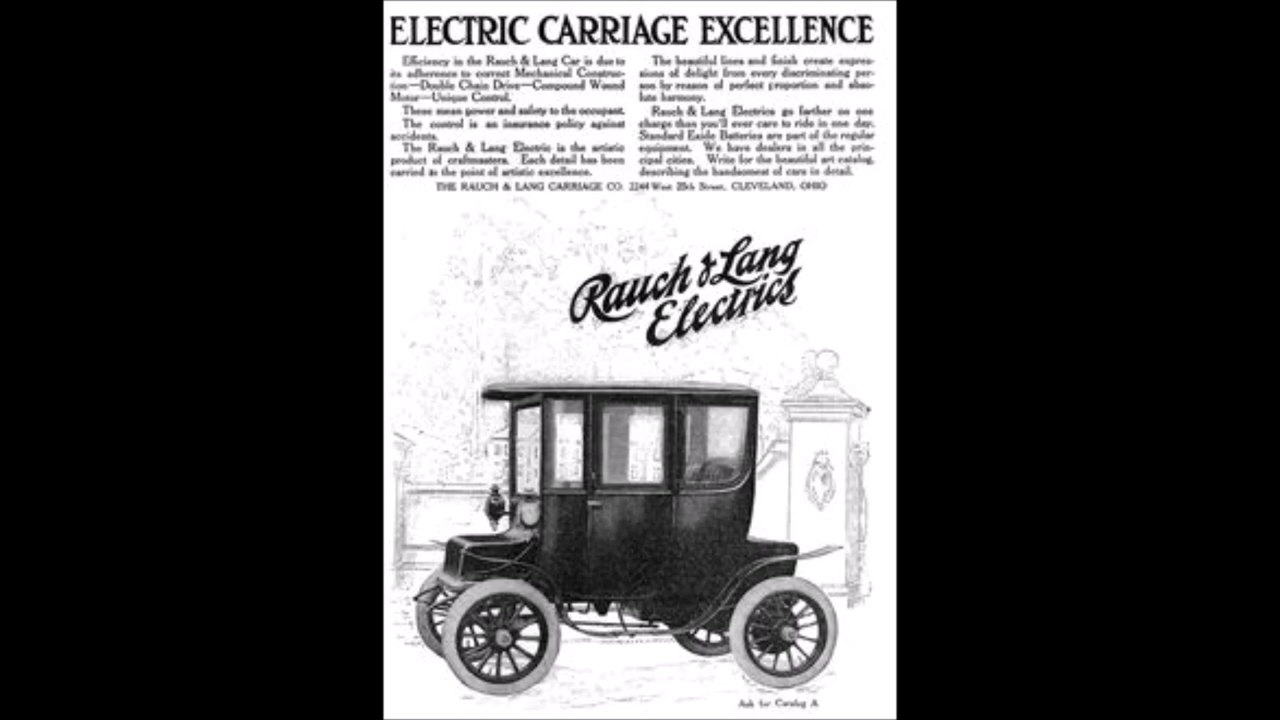 ELECTRIC CARRIAGE EXCELLENCE
Efficiency in the Rauch & Lang Car is due to
its adherence to correct Mechanical Construc-
tion—Double Chain Drive—Compound Wound
Motor—Unique Control.
These mean power and safety to the occupant.
The control is an insurance policy against
accidents.
The Rauch & Lang Electric is the artistic
product of craftmasters. Each detail has been
carried to the point of artistic excellence.
The beautiful lines and finish create expres-
sions of delight from every discriminating per-
son by reason of perfect proportion and abso-
lute harmony.
Rauch & Lang Electrics go farther on one
charge than you'll ever care to ride in one day.
Standard Exide Batteries are part of the regular
equipment. We have dealers in all the prin-
cipal cities. Write for the beautiful art catalog,
describing the handsomest of cars in detail.
THE RAUCH & LANG CARRIAGE CO. 2244 West 25th Street, CLEVELAND, OHIO
Rauch & Lang
Electrics
Ask for Catalog A